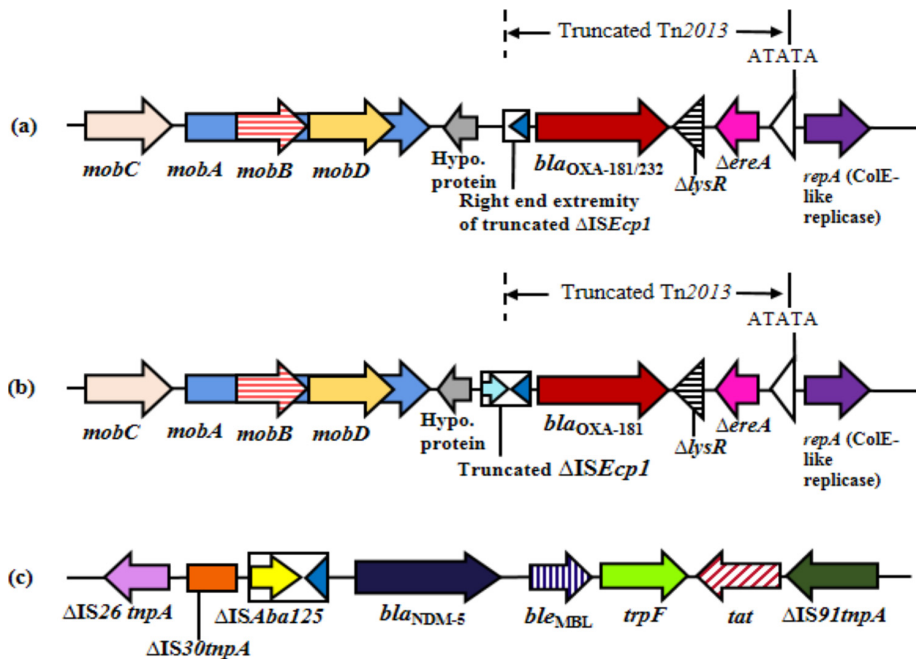 Truncated Tn2013
ATATA
(a)
mobC
mobA
mobB
mobD
Hypo.
protein
Right end extremity
of truncated ΔISEcp1
blaOXA-181/232
ΔlysR
ΔereA
repA (ColE-
like
replicase)
Truncated Tn2013
ATATA
(b)
mobC
mobA
mobB
mobD
Hypo.
protein
Truncated ΔISEcp1
blaOXA-181
ΔlysR
ΔereA
repA (ColE-
like
replicase)
(c)
ΔIS26 tnpA
ΔIS30tnpA
ΔISAba125
blaNDM-5
bleMBL
trpF
tat
ΔIS91tnpA